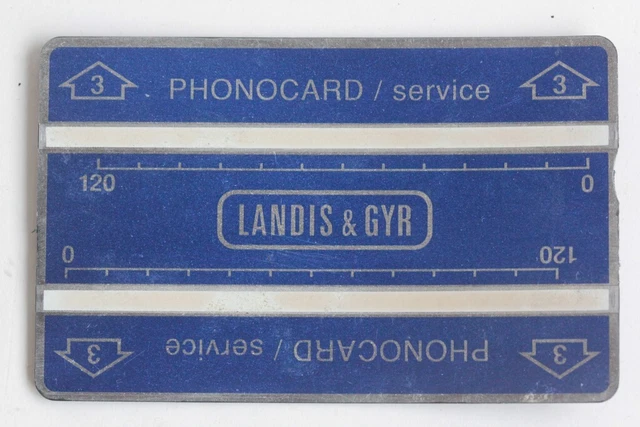 3 PHONOCARD / service 3
120 0
LANDIS & GYR
0 120
3 PHONOCARD / service 3